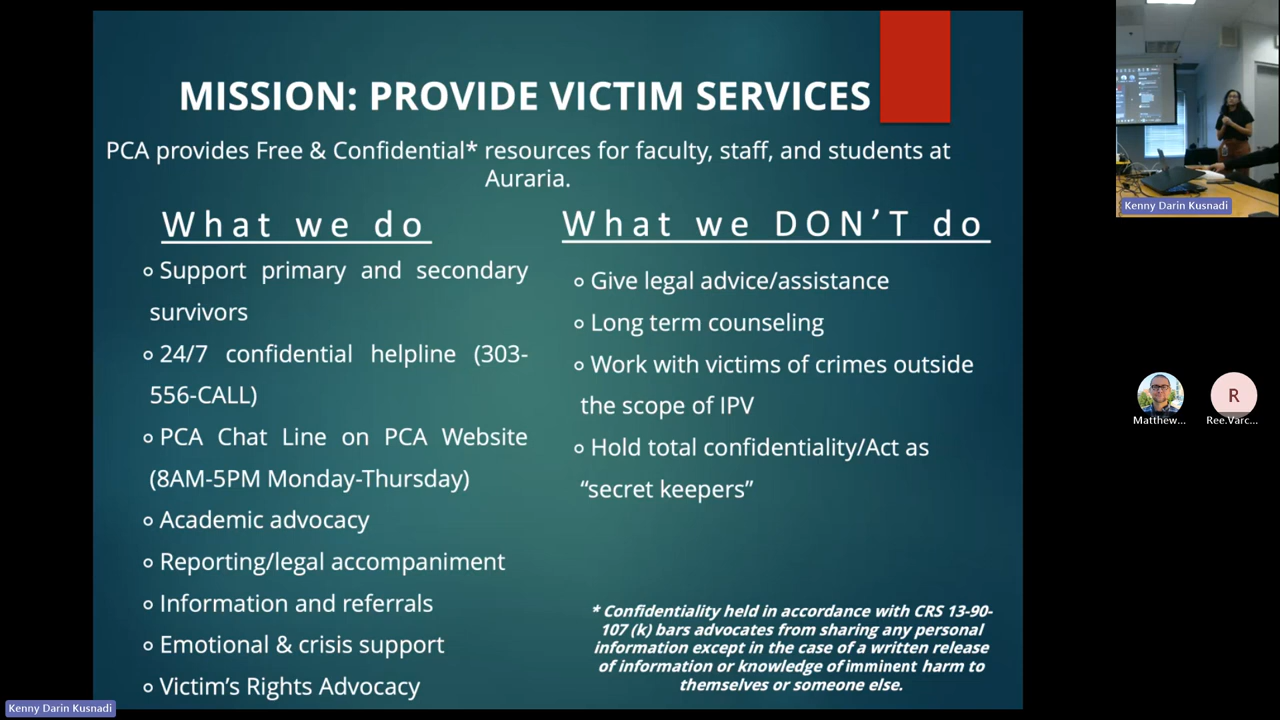 MISSION: PROVIDE VICTIM SERVICES
PCA provides Free & Confidential* resources for faculty, staff, and students at
Auraria.
What we do
Support primary and secondary
survivors
24/7 confidential helpline (303-
556-CALL)
PCA Chat Line on PCA Website
(8AM-5PM Monday-Thursday)
Academic advocacy
Reporting/legal accompaniment
Information and referrals
Emotional & crisis support
Victim's Rights Advocacy
What we DON'T do
Give legal advice/assistance
Long term counseling
Work with victims of crimes outside
the scope of IPV
Hold total confidentiality/Act as
“secret keepers”
* Confidentiality held in accordance with CRS 13-90-
107 (k) bars advocates from sharing any personal
information except in the case of a written release
of information or knowledge of imminent harm to
themselves or someone else.
Kenny Darin Kusnadi
Matthew...
R
Ree.Varc...
Kenny Darin Kusnadi